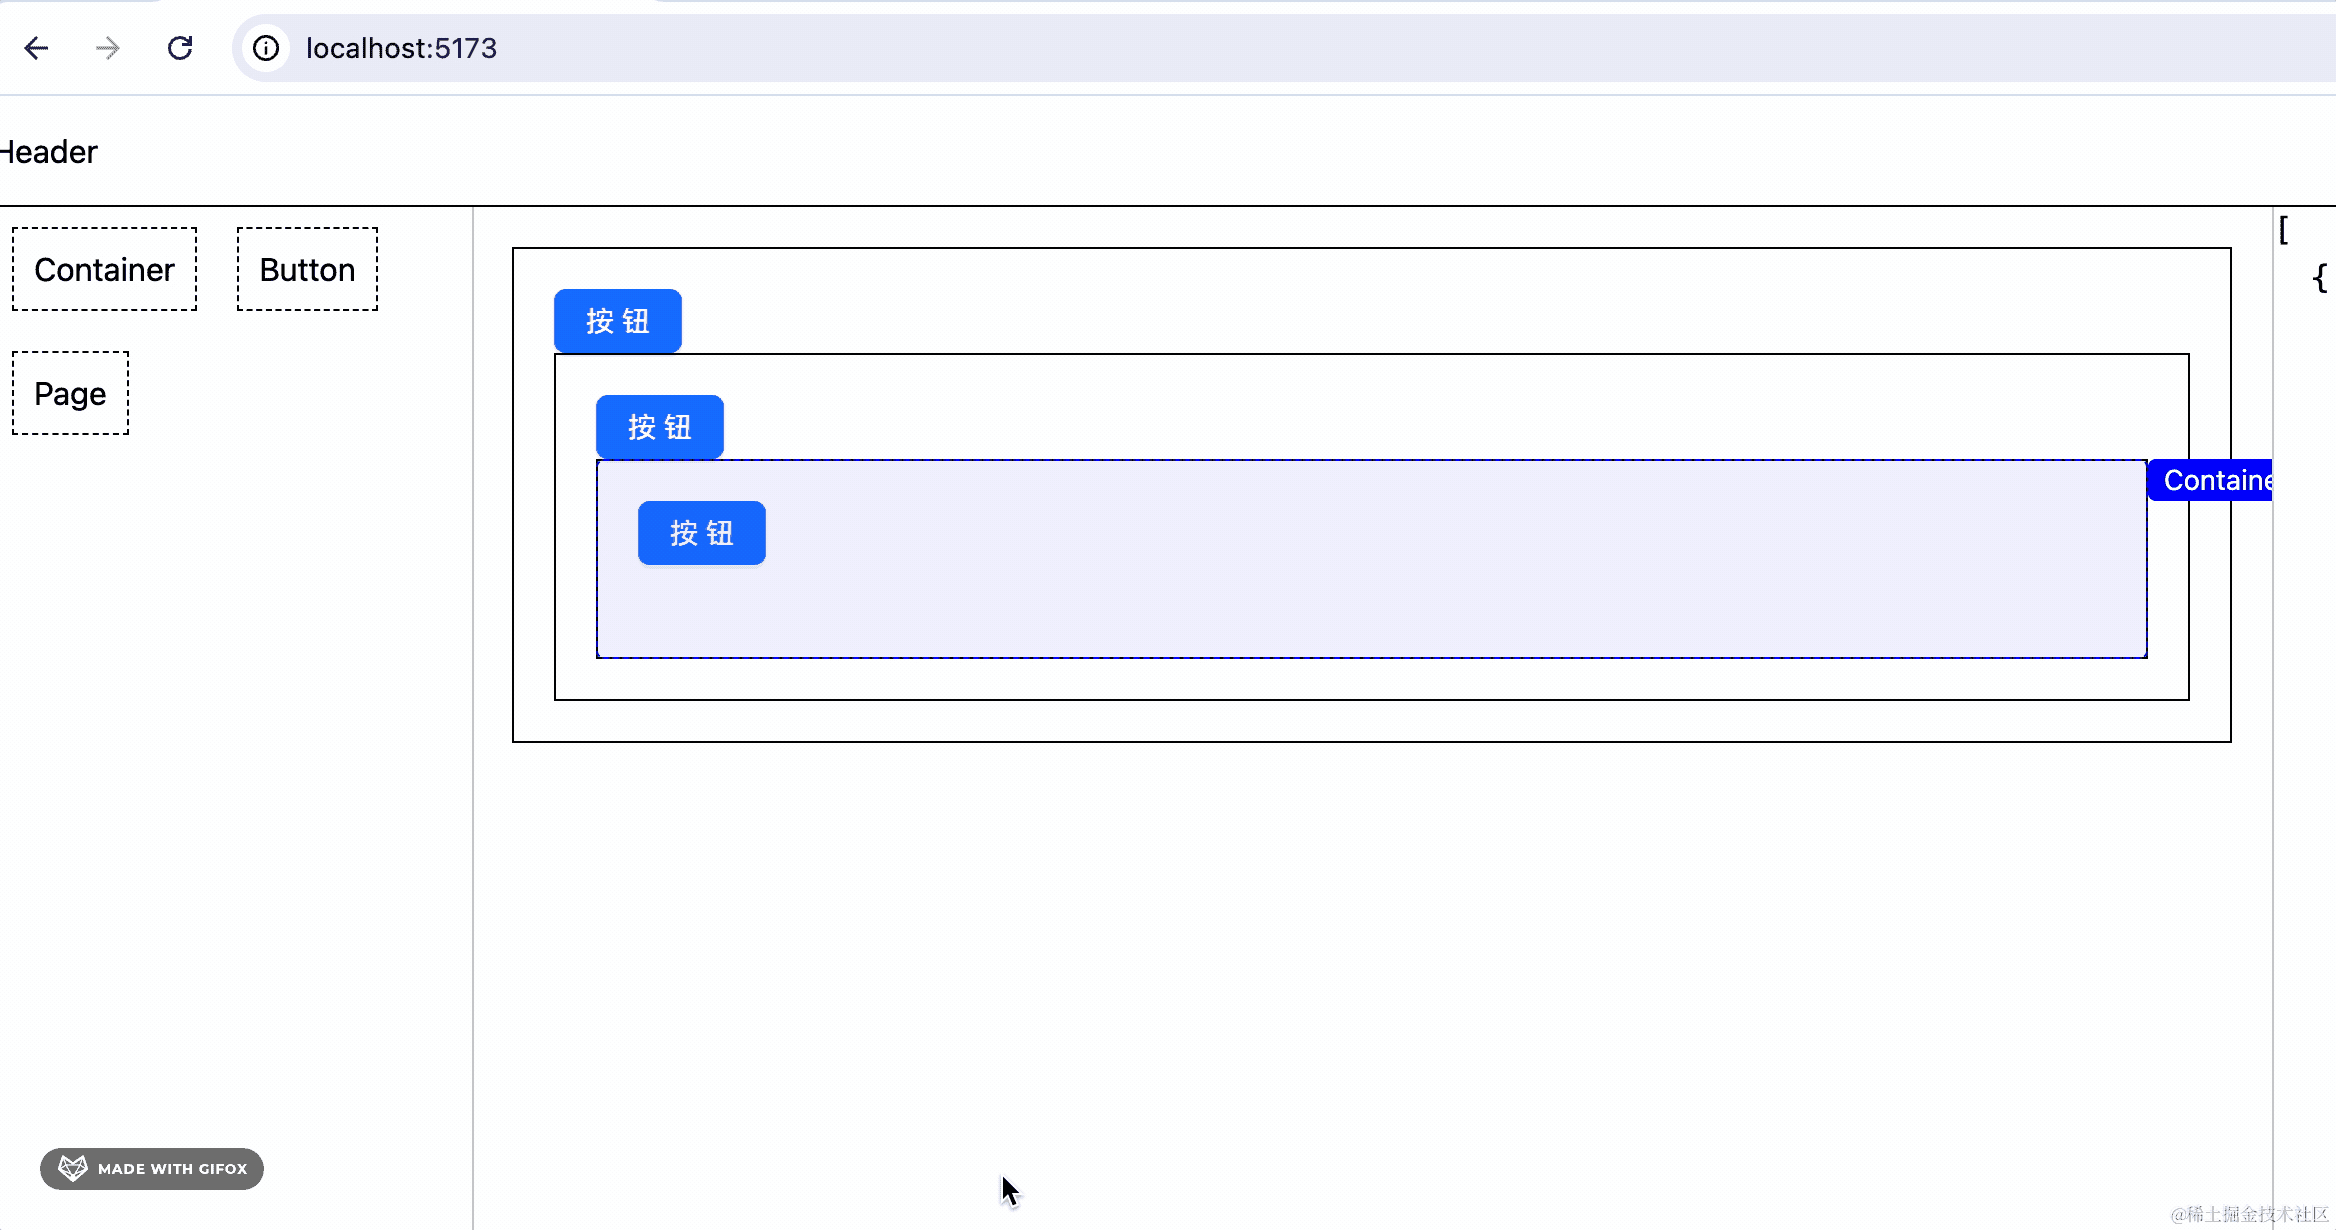 localhost:5173
Header
Container
Button
Page
按 钮
按 钮
按 钮
Containe
[
{
MADE WITH GIFOX
@稀土掘金技术社区